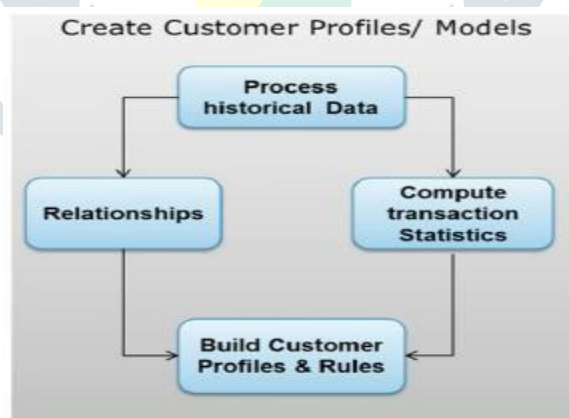 Create Customer Profiles/ Models
Process
historical Data
Relationships
Compute
transaction
Statistics
Build Customer
Profiles & Rules